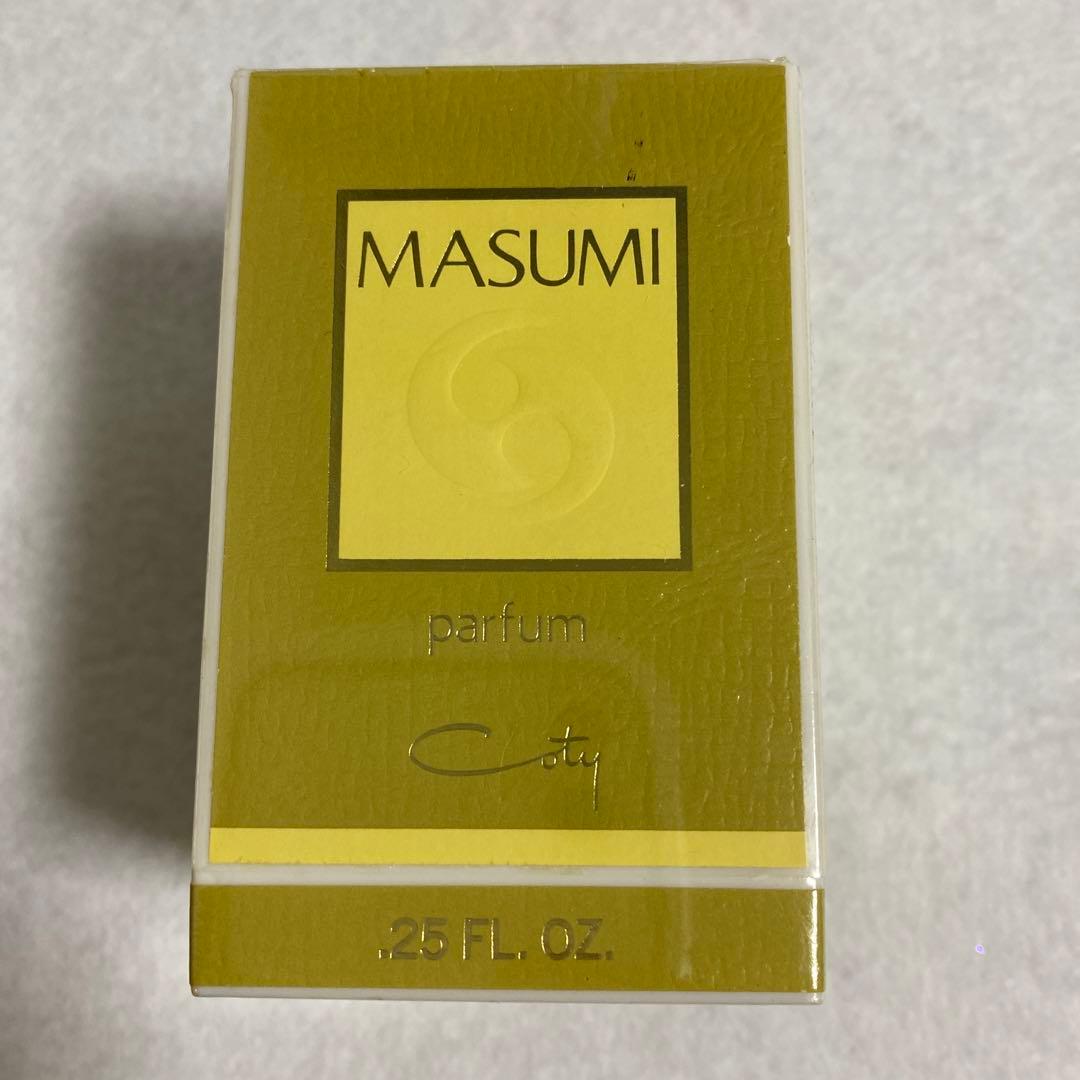 MASUMI
parfum
Coty
.25 FL. OZ.